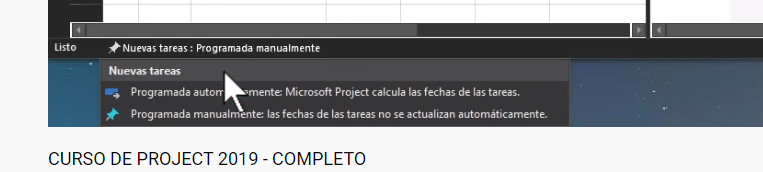 Listo
Nuevas tareas : Programada manualmente
Nuevas tareas
Programada Microsoft Project calcula las fechas de las tareas.
Programada manualmente: las fechas de las tareas no se actualizan automáticamente.
CURSO DE PROJECT 2019 - COMPLETO